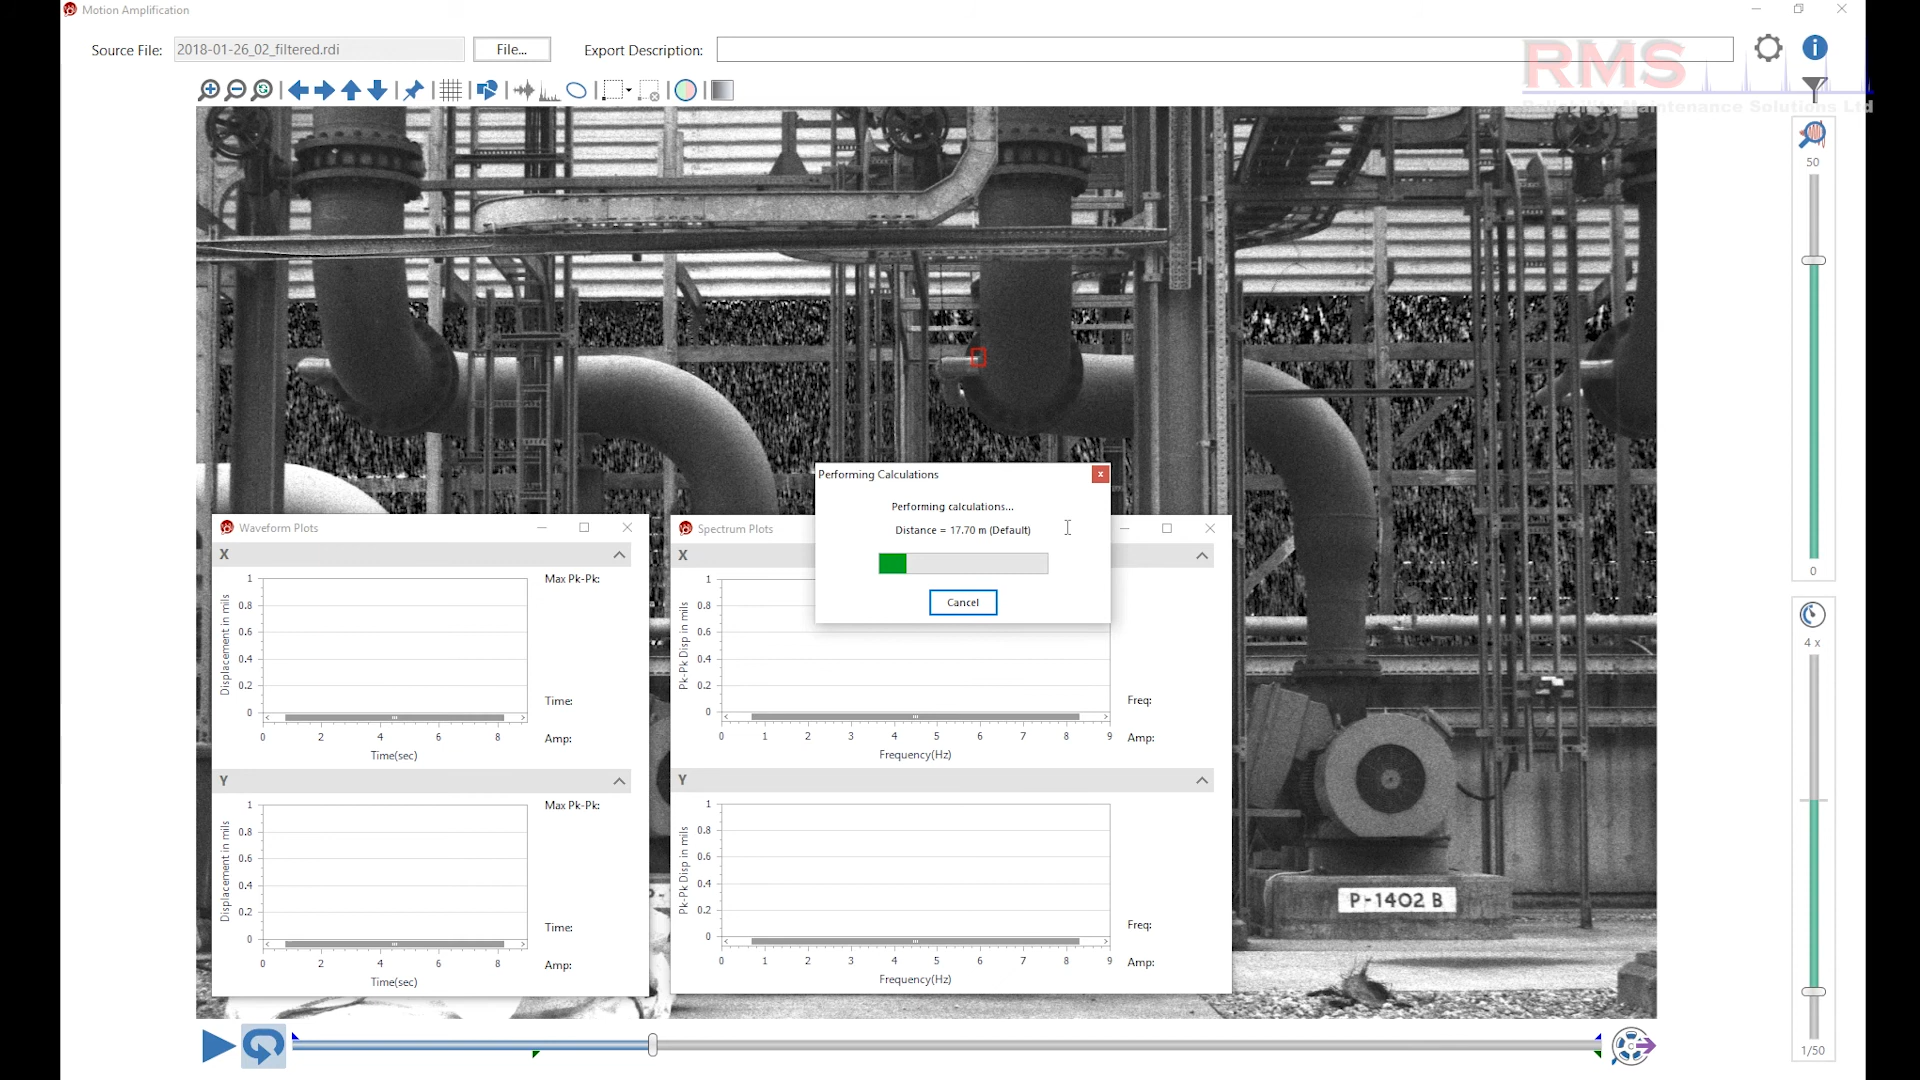 Motion Amplification
Source File: 2018-01-26_02_filtered.rdi File... Export Description:
RMS
Reliability Maintenance Solutions Ltd
50
0
4 x
1/50
Performing Calculations
Performing calculations...
Distance = 17.70 m (Default)
Cancel
Waveform Plots
X
Max Pk-Pk:
Displacement in mils
1
0.8
0.6
0.4
0.2
0
0 2 4 6 8
Time(sec)
Time:
Amp:
Y
Max Pk-Pk:
Displacement in mils
1
0.8
0.6
0.4
0.2
0
0 2 4 6 8
Time(sec)
Time:
Amp:
Spectrum Plots
X
Pk-Pk Disp in mils
1
0.8
0.6
0.4
0.2
0
0 1 2 3 4 5 6 7 8 9
Frequency(Hz)
Freq:
Amp:
Y
Pk-Pk Disp in mils
1
0.8
0.6
0.4
0.2
0
0 1 2 3 4 5 6 7 8 9
Frequency(Hz)
Freq:
Amp:
P-1402 B